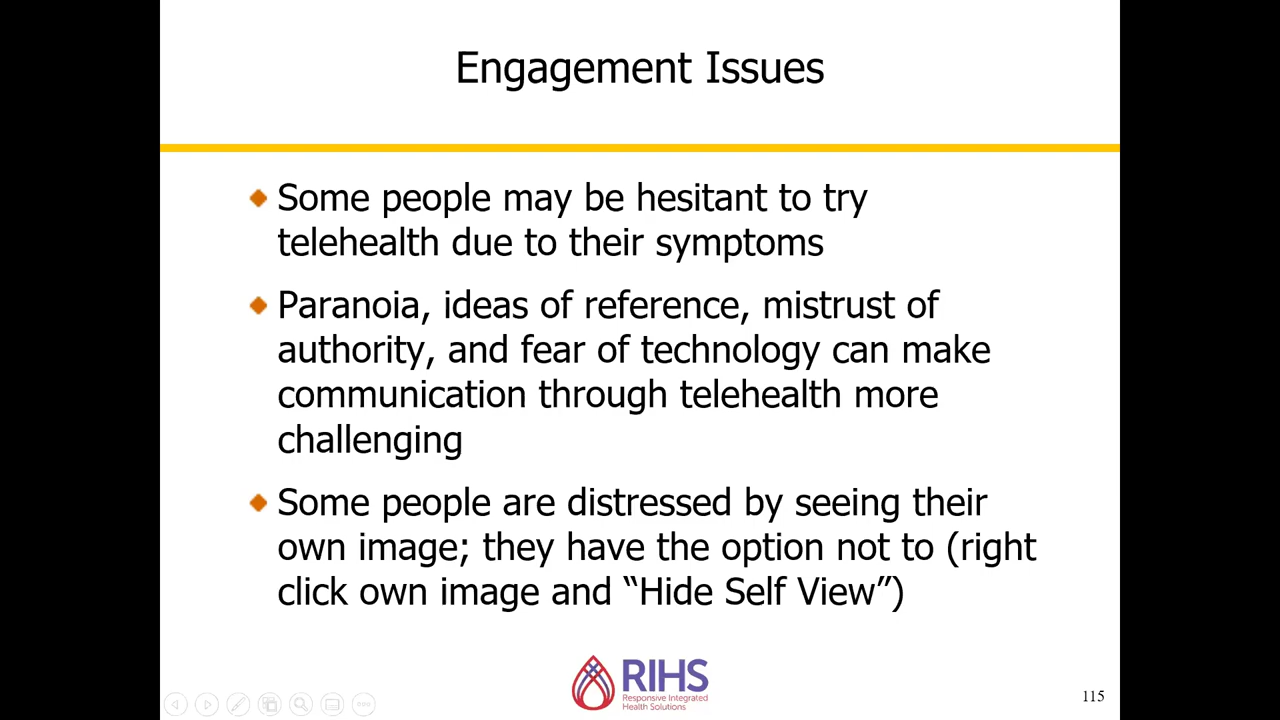 Engagement Issues
Some people may be hesitant to try
telehealth due to their symptoms
Paranoia, ideas of reference, mistrust of
authority, and fear of technology can make
communication through telehealth more
challenging
Some people are distressed by seeing their
own image; they have the option not to (right
click own image and “Hide Self View”)
RIHS
Responsive Integrated
Health Solutions
115